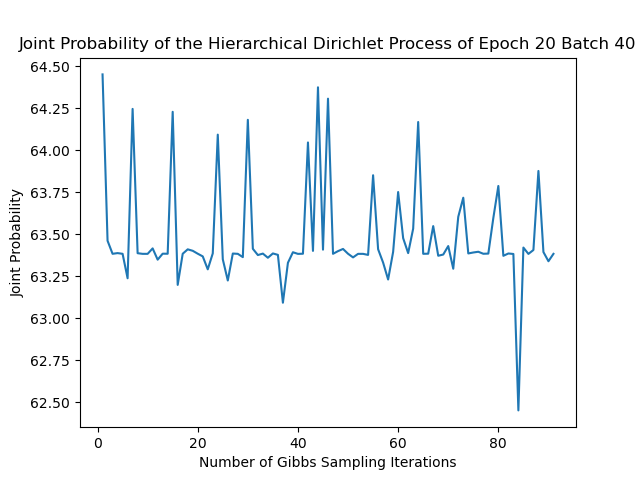 Joint Probability of the Hierarchical Dirichlet Process of Epoch 20 Batch 40
64.50
64.25
64.00
63.75
63.50
63.25
63.00
62.75
62.50
Joint Probability
0 20 40 60 80
Number of Gibbs Sampling Iterations